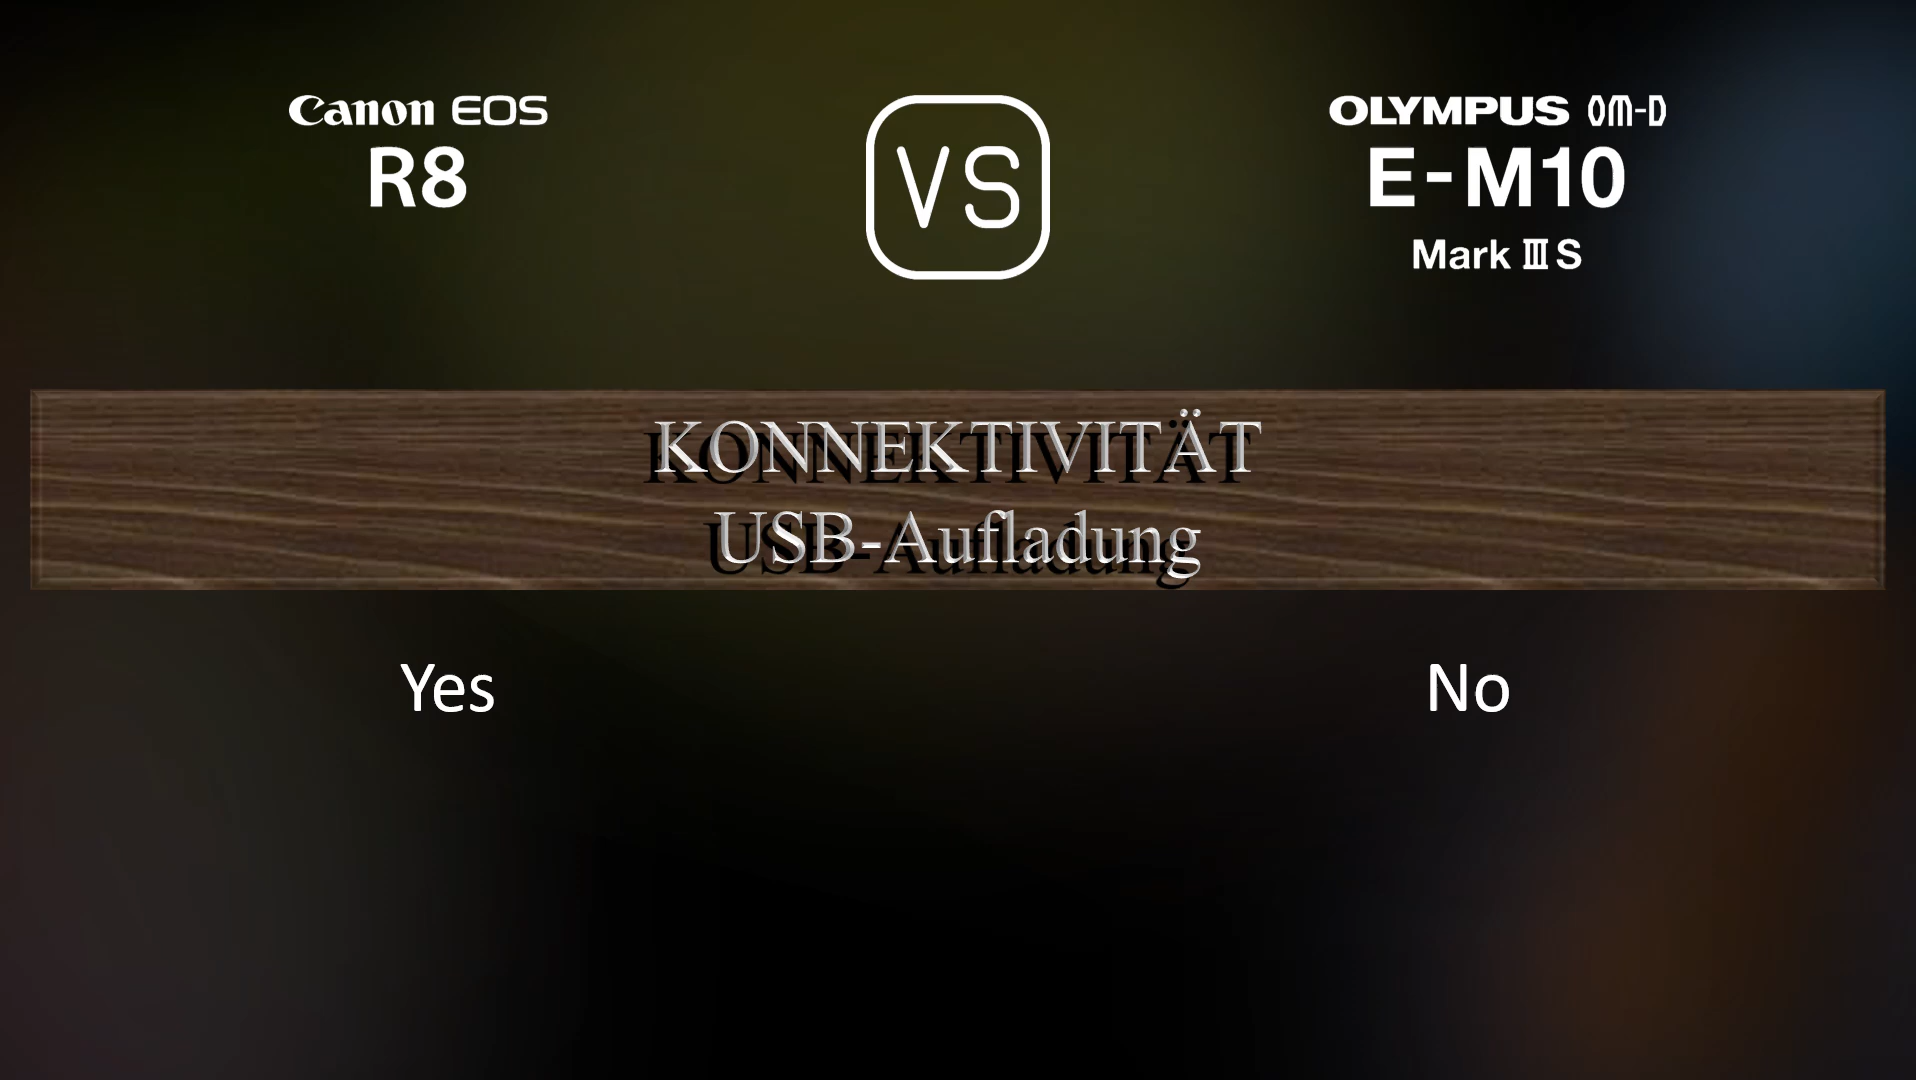 Canon EOS
R8
VS
OLYMPUS OM-D
E-M10
Mark III S
KONNEKTIVITÄT
USB-Aufladung
Yes
No